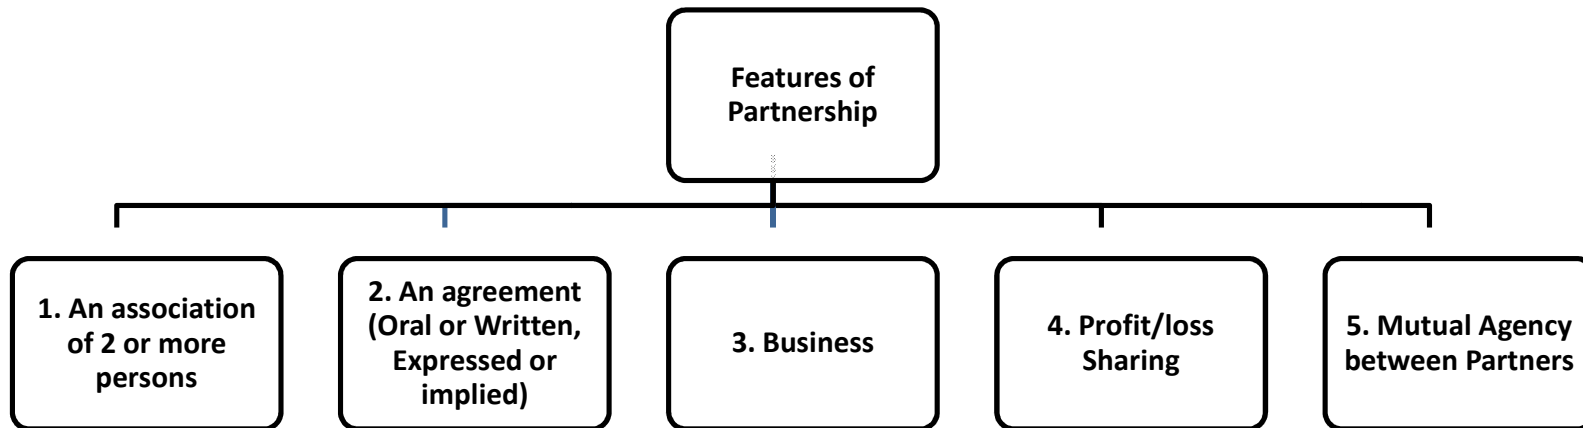 Features of
Partnership
1. An association
of 2 or more
persons
2. An agreement
(Oral or Written,
Expressed or
implied)
3. Business
4. Profit/loss
Sharing
5. Mutual Agency
between Partners